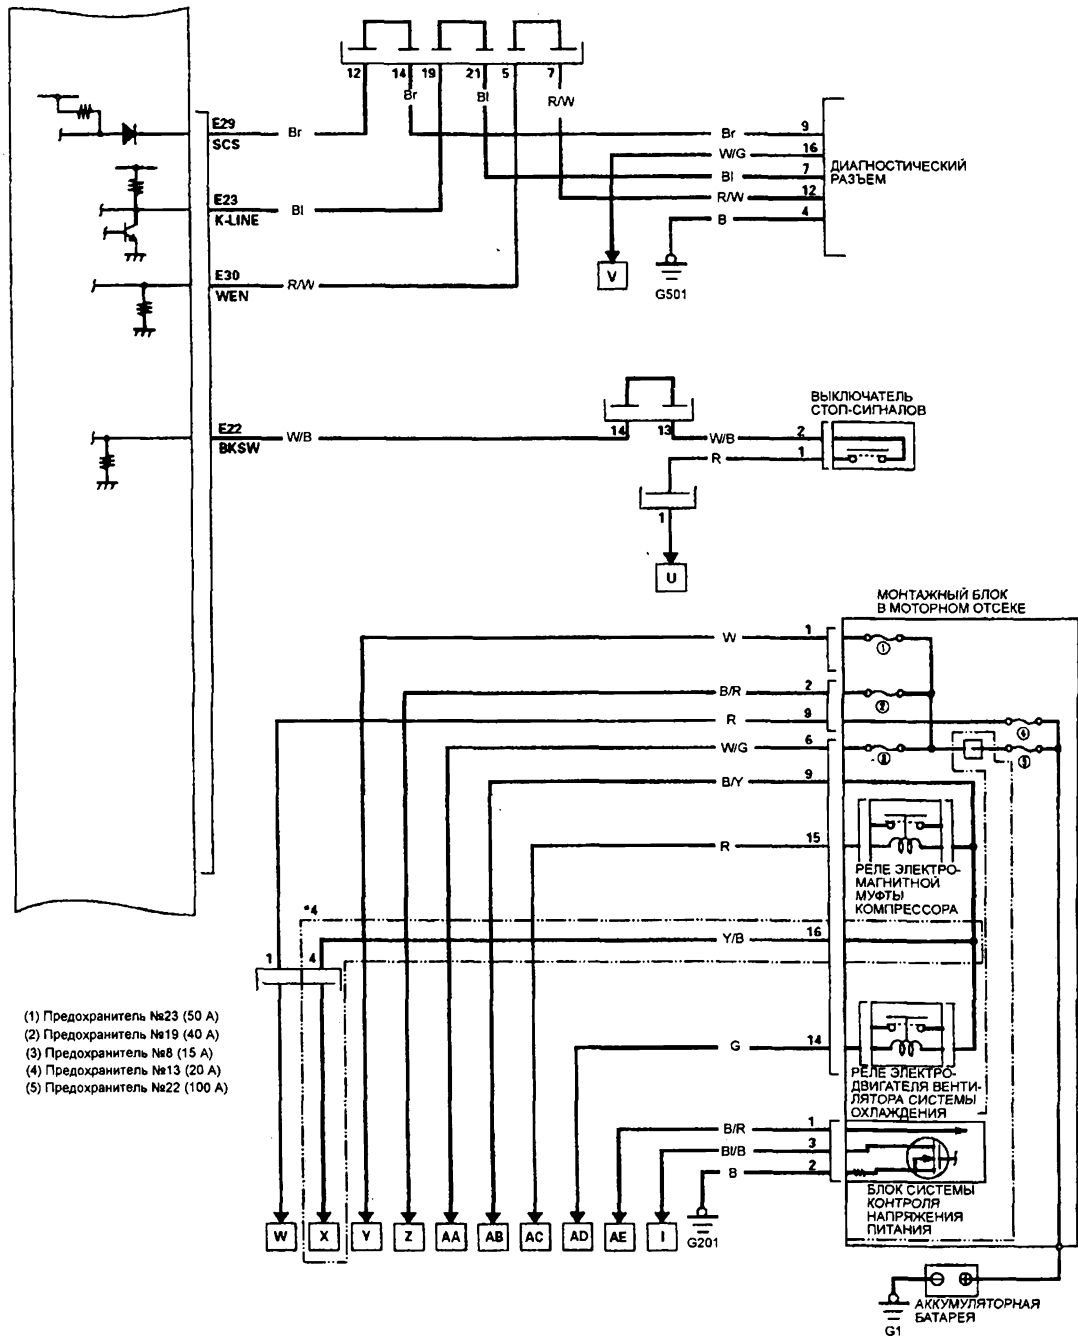 12 14 19 21 5 7
Br Bl R/W
E29 Br
SCS
Br 9
W/G 16
Bl 7
R/W 12
B 4
ДИАГНОСТИЧЕСКИЙ
РАЗЪЕМ
E23 Bl
K-LINE
E30 R/W
WEN
V
G501
E22 W/B
BKSW
14 13
W/B 2
R 1
ВЫКЛЮЧАТЕЛЬ
СТОП-СИГНАЛОВ
1
U
МОНТАЖНЫЙ БЛОК
В МОТОРНОМ ОТСЕКЕ
W 1
B/R 2
R 9
W/G 6
B/Y 9
R 15
РЕЛЕ ЭЛЕКТРО-
МАГНИТНОЙ
МУФТЫ
КОМПРЕССОРА
*4
Y/B 16
1 4
(1) Предохранитель №23 (50 А)
(2) Предохранитель №19 (40 А)
(3) Предохранитель №8 (15 А)
(4) Предохранитель №13 (20 А)
(5) Предохранитель №22 (100 А)
G 14
РЕЛЕ ЭЛЕКТРО-
ДВИГАТЕЛЯ ВЕНТИ-
ЛЯТОРА СИСТЕМЫ
ОХЛАЖДЕНИЯ
B/R 1
Bl/B 3
B 2
БЛОК СИСТЕМЫ
КОНТРОЛЯ
НАПРЯЖЕНИЯ
ПИТАНИЯ
W X Y Z AA AB AC AD AE I
G201
АККУМУЛЯТОРНАЯ
БАТАРЕЯ
G1